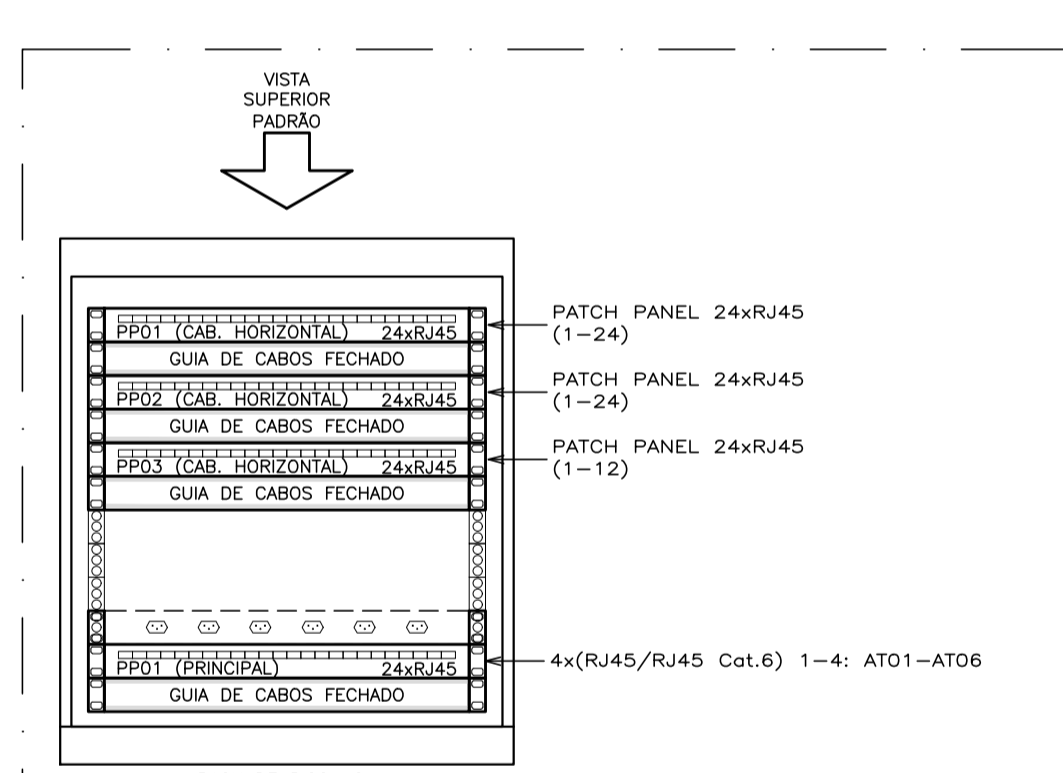 VISTA
SUPERIOR
PADRÃO
PP01 (CAB. HORIZONTAL) 24xRJ45
PATCH PANEL 24xRJ45
(1-24)
GUIA DE CABOS FECHADO
PP02 (CAB. HORIZONTAL) 24xRJ45
PATCH PANEL 24xRJ45
(1-24)
GUIA DE CABOS FECHADO
PP03 (CAB. HORIZONTAL) 24xRJ45
PATCH PANEL 24xRJ45
(1-12)
GUIA DE CABOS FECHADO
PP01 (PRINCIPAL) 24xRJ45
4x(RJ45/RJ45 Cat.6) 1-4: AT01-AT06
GUIA DE CABOS FECHADO